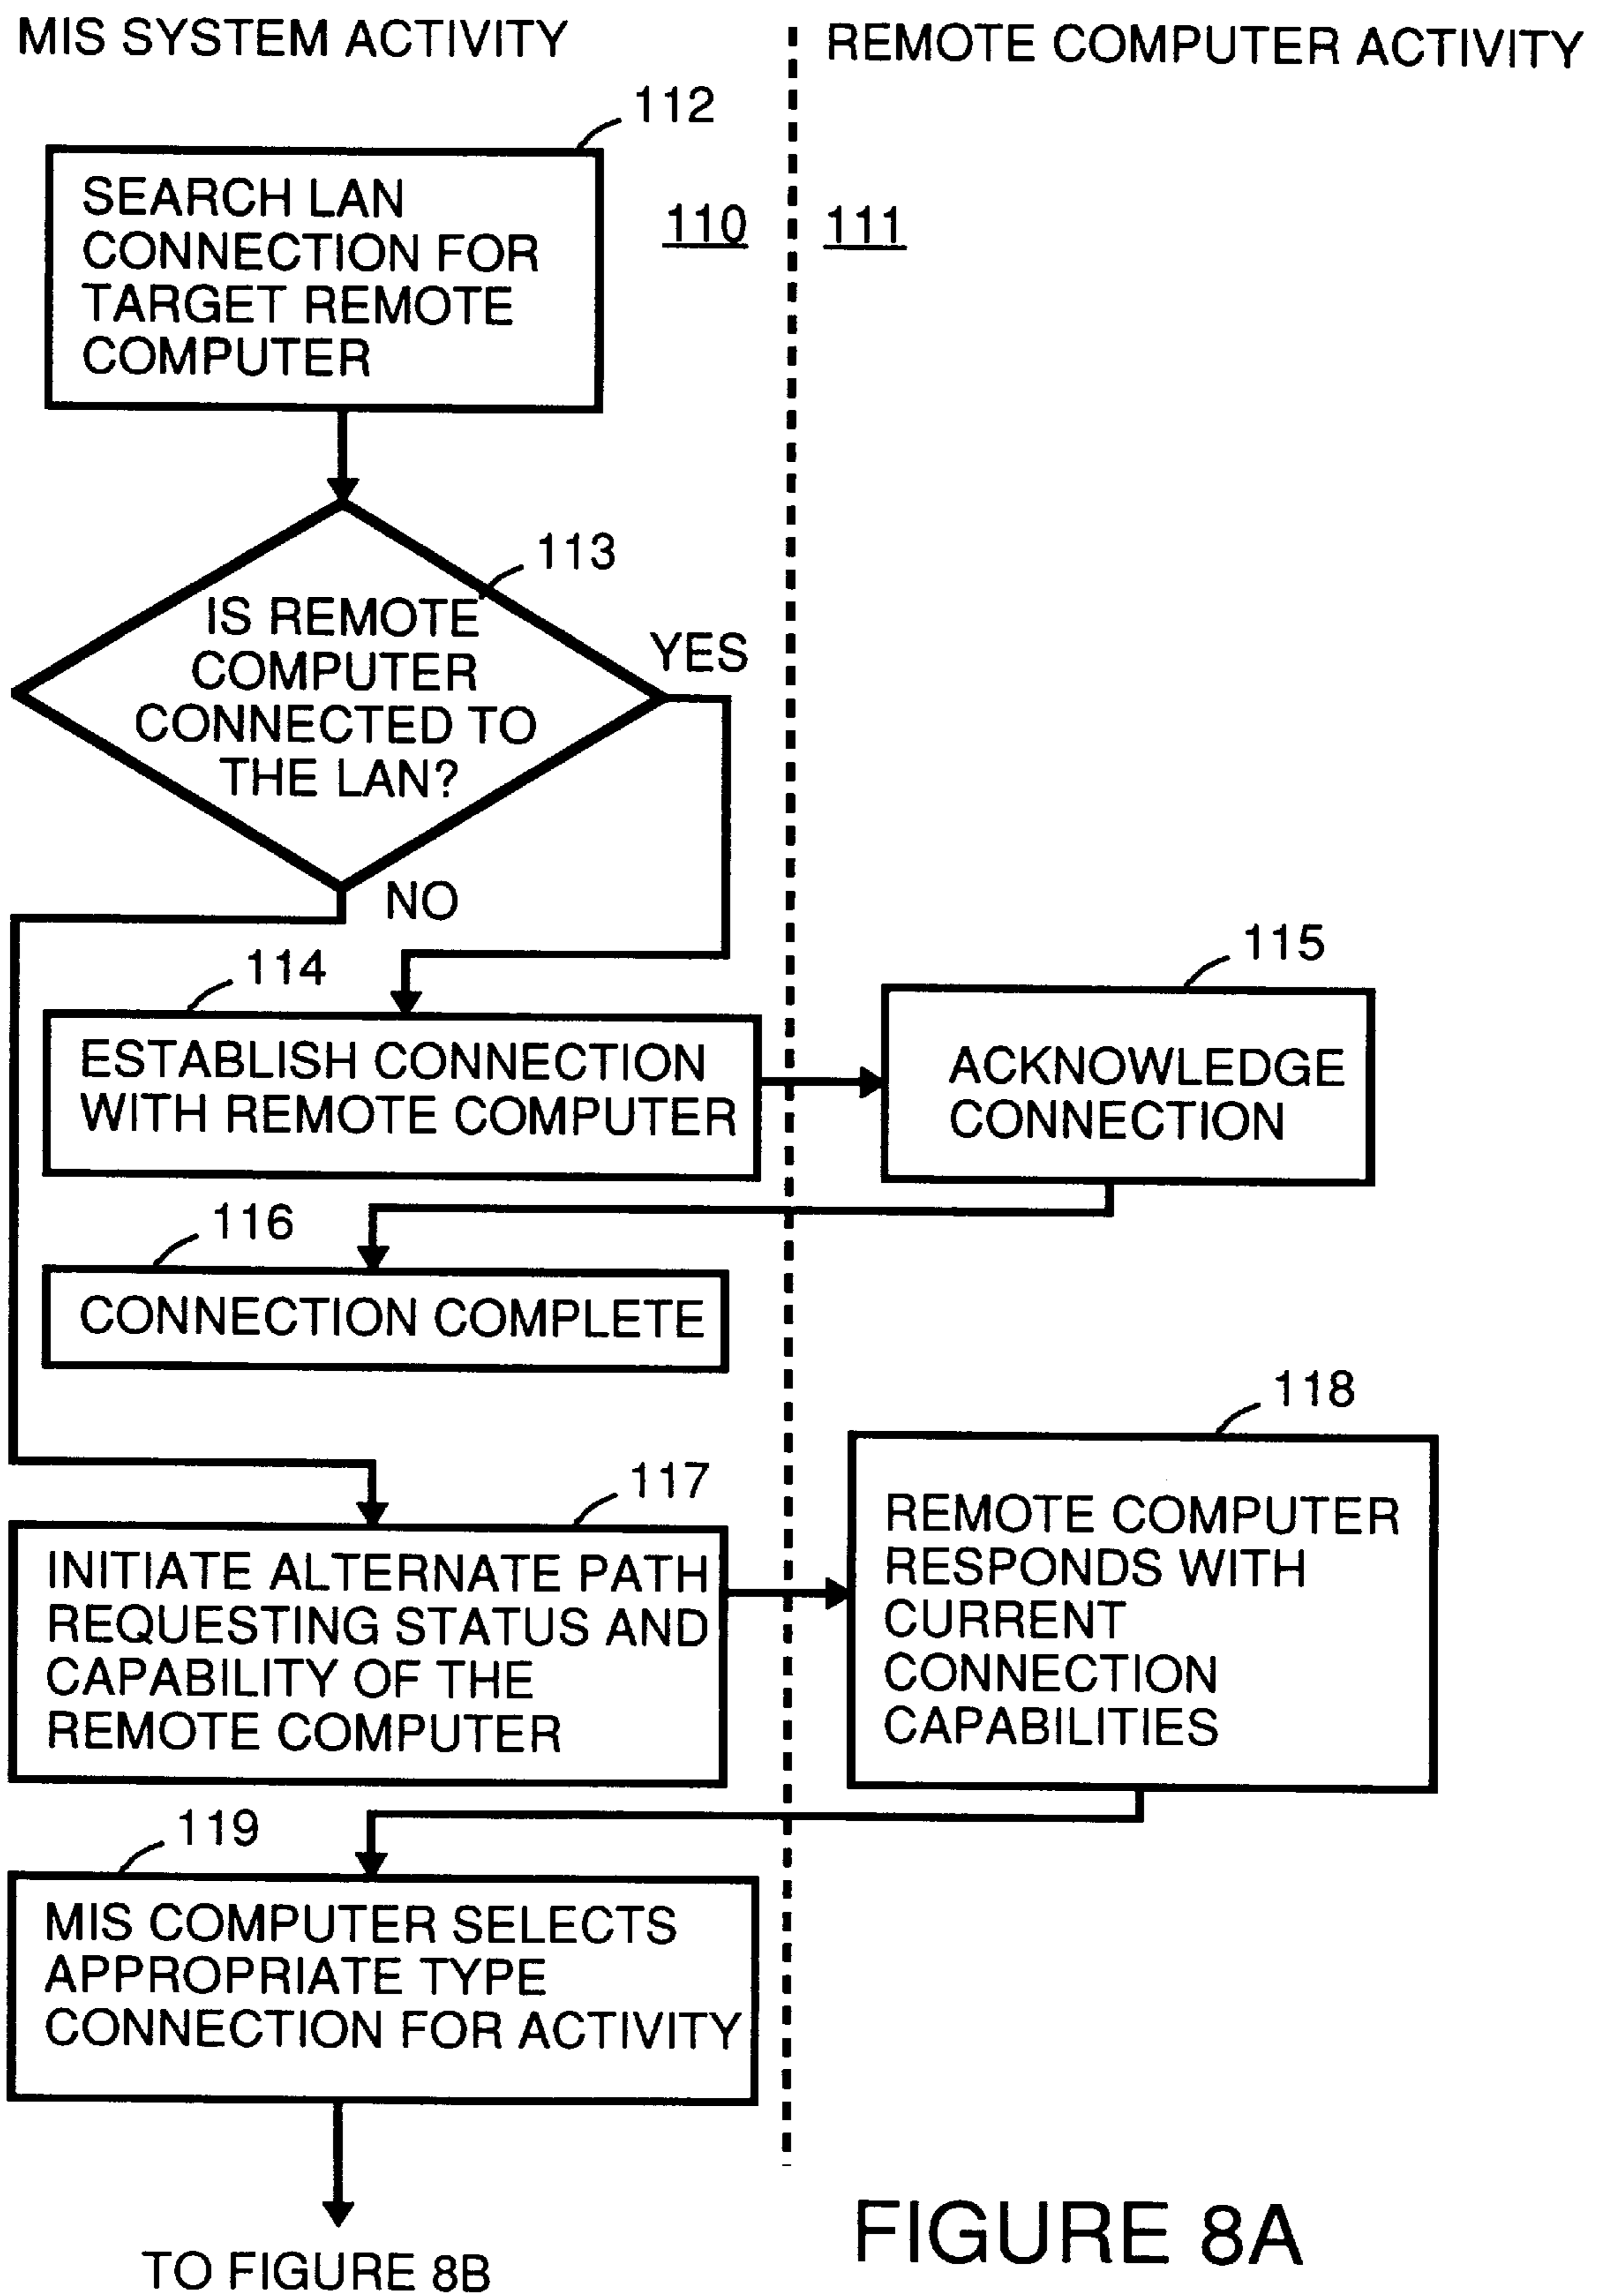 MIS SYSTEM ACTIVITY
REMOTE COMPUTER ACTIVITY
112
SEARCH LAN
CONNECTION FOR
TARGET REMOTE
COMPUTER
110
111
113
IS REMOTE
COMPUTER
CONNECTED TO
THE LAN?
YES
NO
114
ESTABLISH CONNECTION
WITH REMOTE COMPUTER
115
ACKNOWLEDGE
CONNECTION
116
CONNECTION COMPLETE
117
INITIATE ALTERNATE PATH
REQUESTING STATUS AND
CAPABILITY OF THE
REMOTE COMPUTER
118
REMOTE COMPUTER
RESPONDS WITH
CURRENT
CONNECTION
CAPABILITIES
119
MIS COMPUTER SELECTS
APPROPRIATE TYPE
CONNECTION FOR ACTIVITY
TO FIGURE 8B
FIGURE 8A